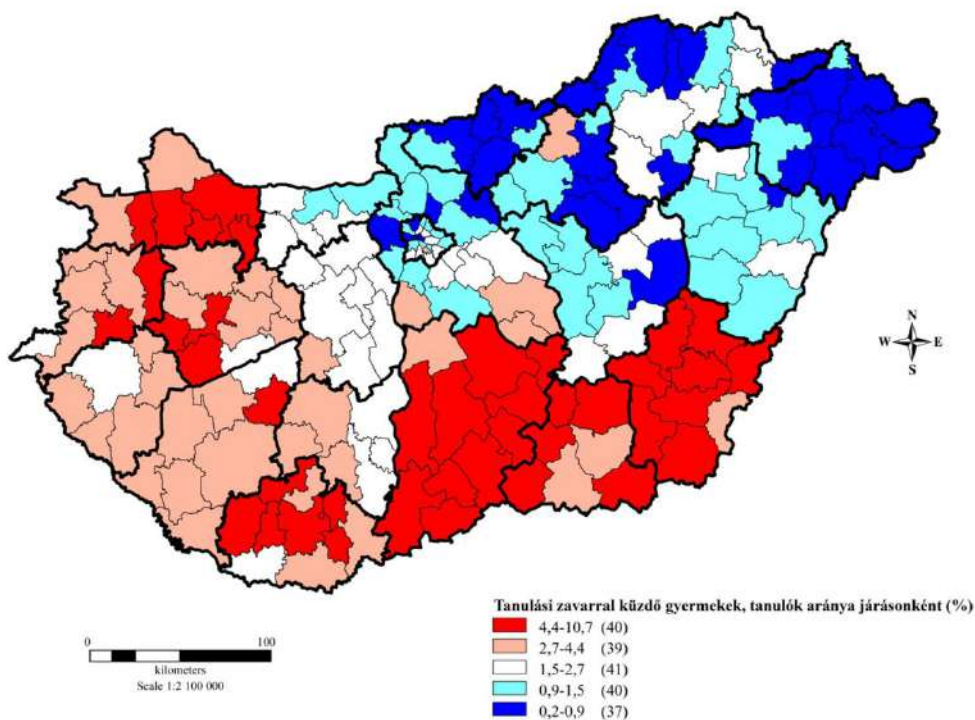 N
W E
S
Tanulási zavarral küzdő gyermekek, tanulók aránya járásonként (%)
4,4-10,7 (40)
2,7-4,4 (39)
1,5-2,7 (41)
0,9-1,5 (40)
0,2-0,9 (37)
0 100
kilometers
Scale 1:2 100 000